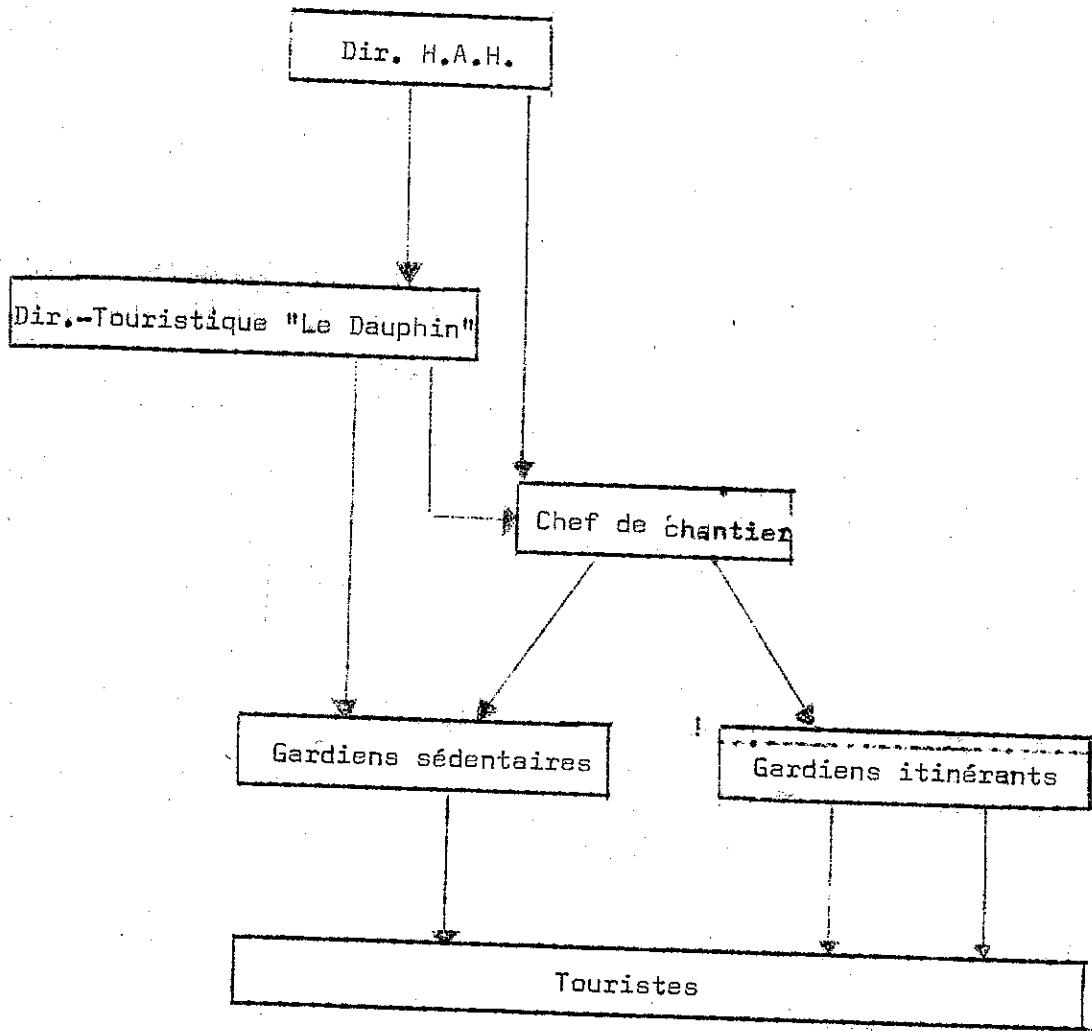 Dir. H.A.H.
Dir.-Touristique "Le Dauphin"
Chef de chantier
Gardiens sédentaires
!
Gardiens itinérants
Touristes